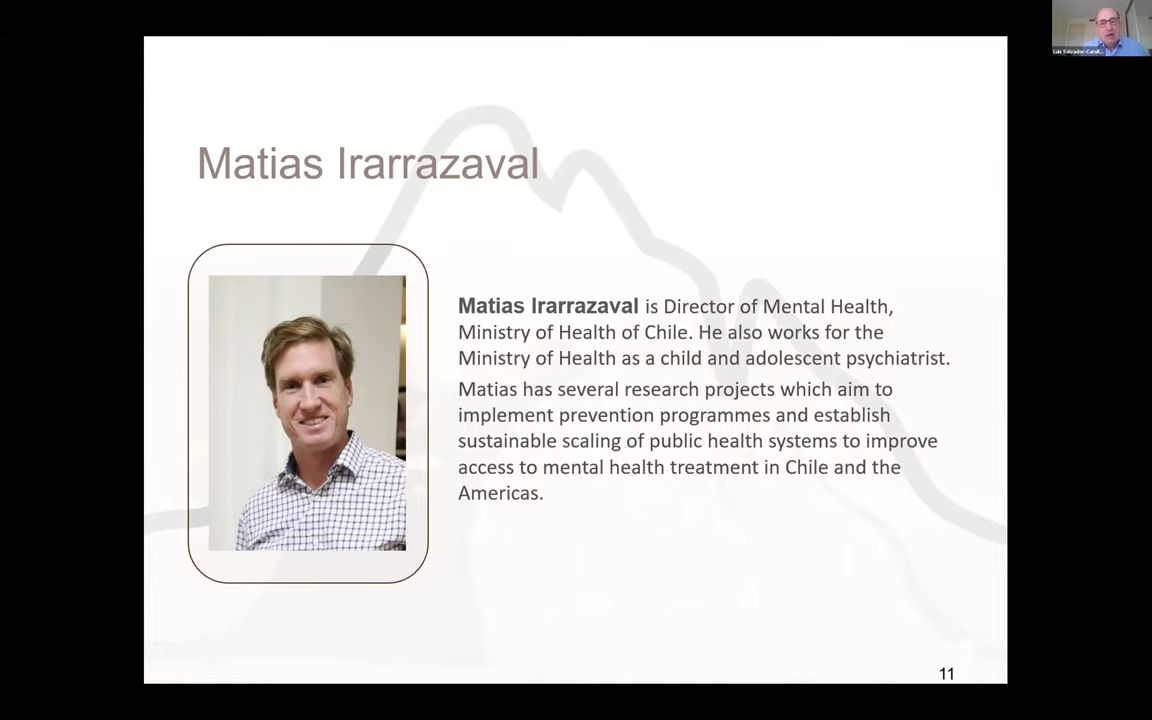 Luis Salvador-Carull...
Matias Irarrazaval
Matias Irarrazaval is Director of Mental Health,
Ministry of Health of Chile. He also works for the
Ministry of Health as a child and adolescent psychiatrist.
Matias has several research projects which aim to
implement prevention programmes and establish
sustainable scaling of public health systems to improve
access to mental health treatment in Chile and the
Americas.
11